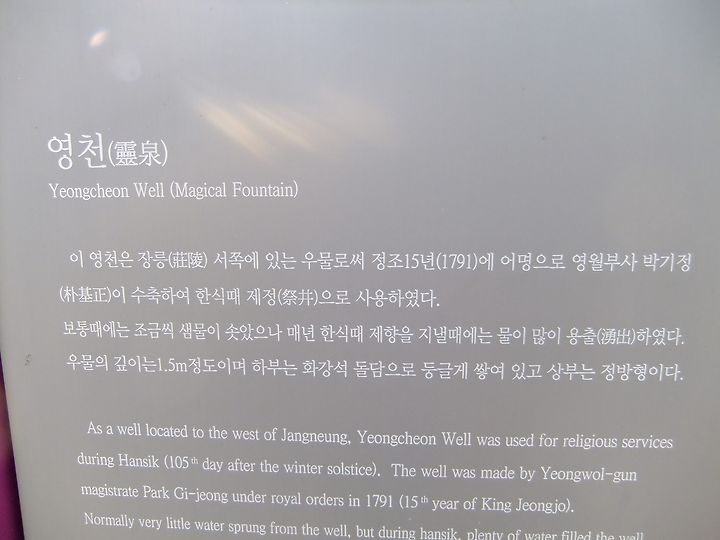 영천(靈泉)
Yeongcheon Well (Magical Fountain)
이 영천은 장릉(莊陵) 서쪽에 있는 우물로써 정조15년(1791)에 어명으로 영월부사 박기정
(朴基正)이 수축하여 한식때 제정(祭井)으로 사용하였다.
보통때에는 조금씩 샘물이 솟았으나 매년 한식때 제향을 지낼때에는 물이 많이 용출(湧出)하였다.
우물의 깊이는1.5m정도이며 하부는 화강석 돌담으로 둥글게 쌓여 있고 상부는 정방형이다.
As a well located to the west of Jangneung, Yeongcheon Well was used for religious services
during Hansik (105th day after the winter solstice). The well was made by Yeongwol-gun
magistrate Park Gi-jeong under royal orders in 1791 (15th year of King Jeongjo).
Normally very little water sprung from the well, but during hansik, plenty of water filled the well